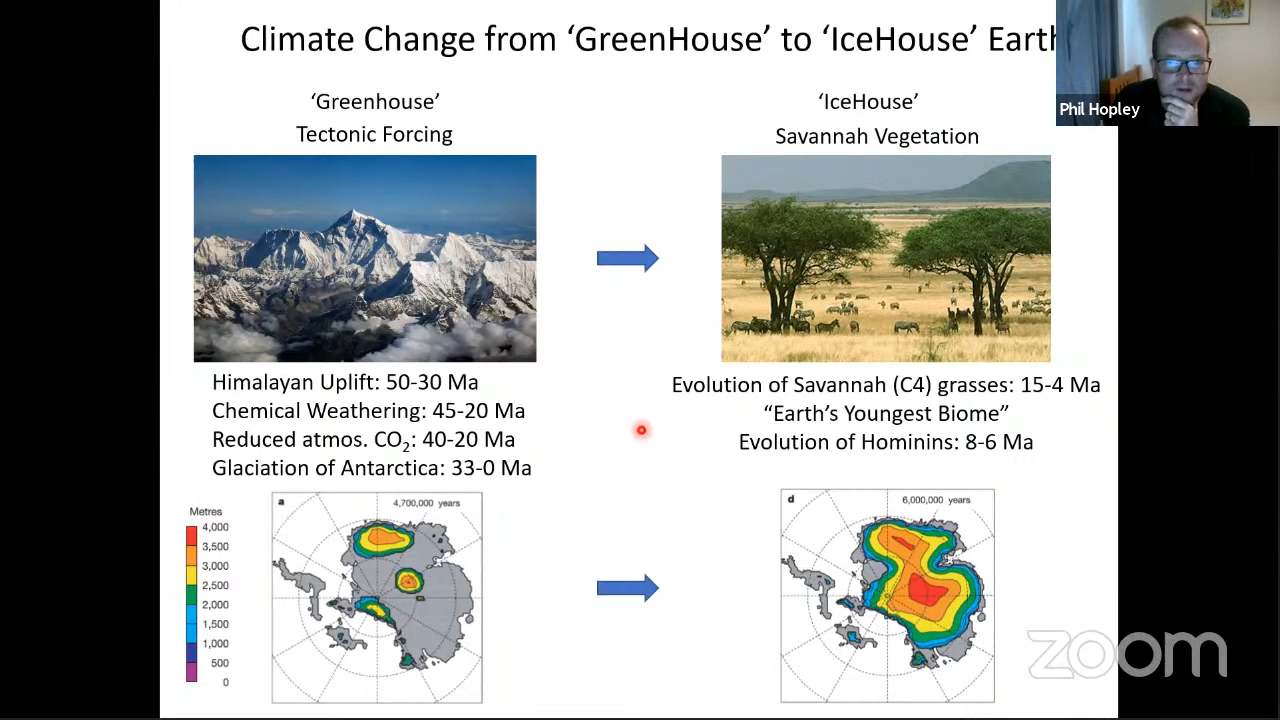 Climate Change from ‘GreenHouse’ to ‘IceHouse’ Earth
Phil Hopley
‘Greenhouse’
Tectonic Forcing
‘IceHouse’
Savannah Vegetation
Himalayan Uplift: 50-30 Ma
Chemical Weathering: 45-20 Ma
Reduced atmos. CO₂: 40-20 Ma
Glaciation of Antarctica: 33-0 Ma
Evolution of Savannah (C4) grasses: 15-4 Ma
“Earth’s Youngest Biome”
Evolution of Hominins: 8-6 Ma
Metres
4,000
3,500
3,000
2,500
2,000
1,500
1,000
500
0
a
4,700,000 years
d
6,000,000 years
zoom